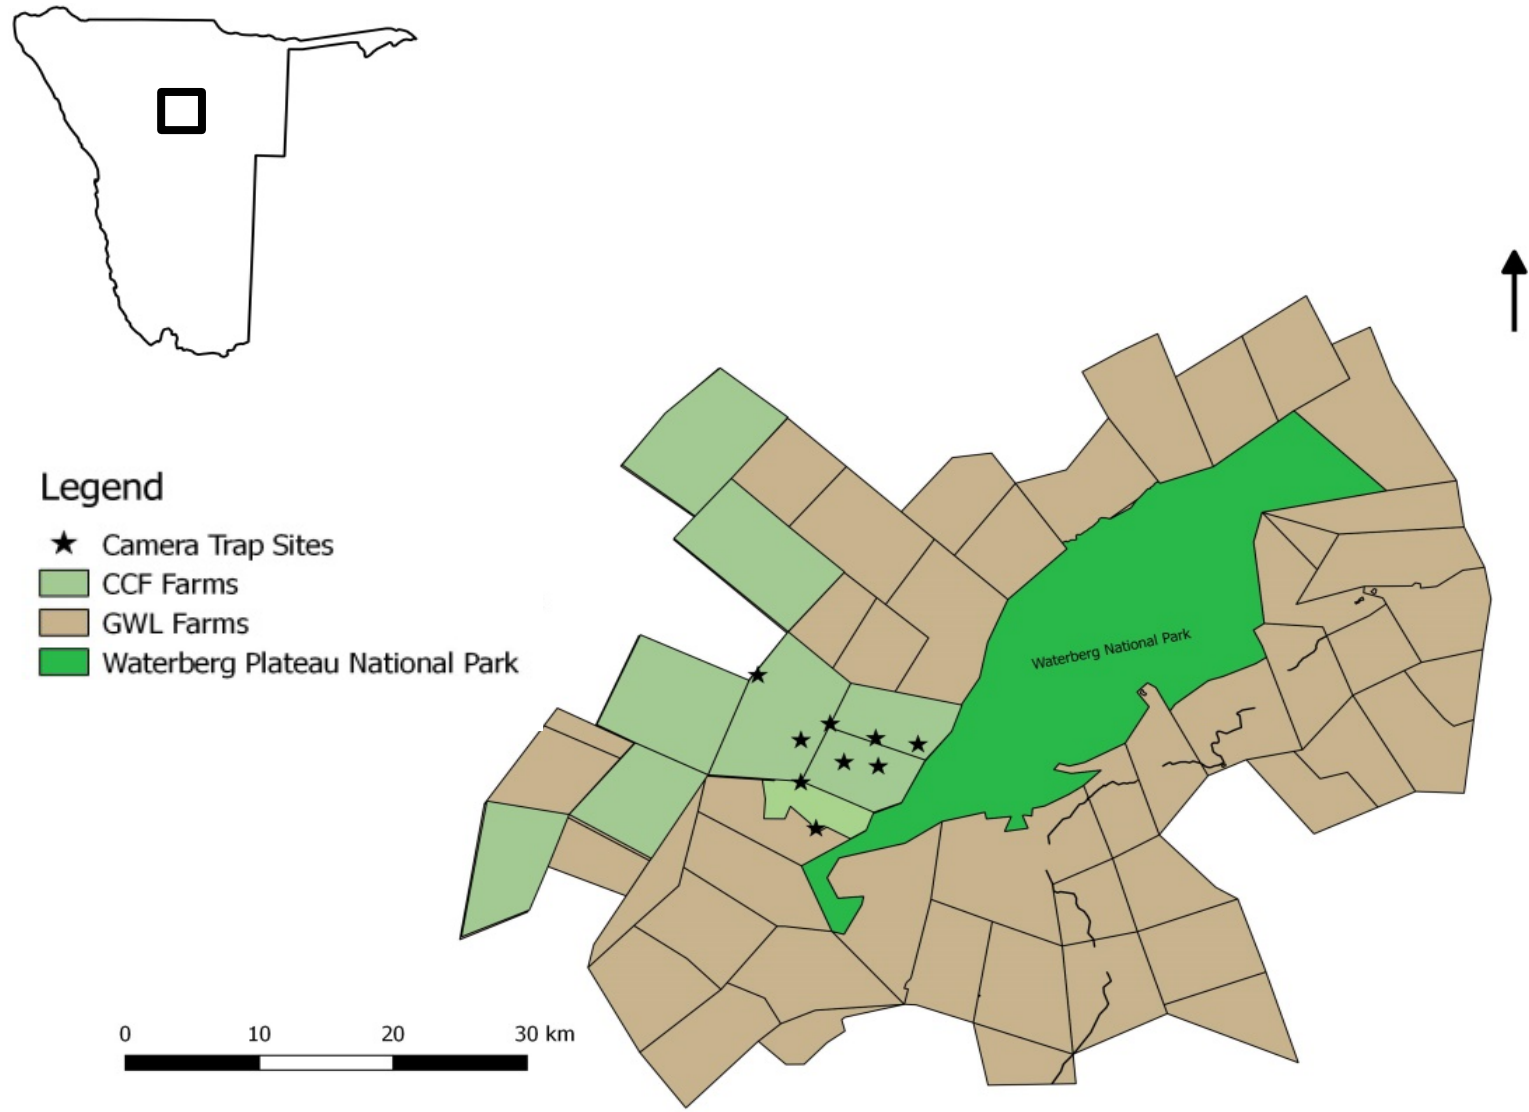 Legend
Camera Trap Sites
CCF Farms
GWL Farms
Waterberg Plateau National Park
Waterberg National Park
0 10 20 30 km